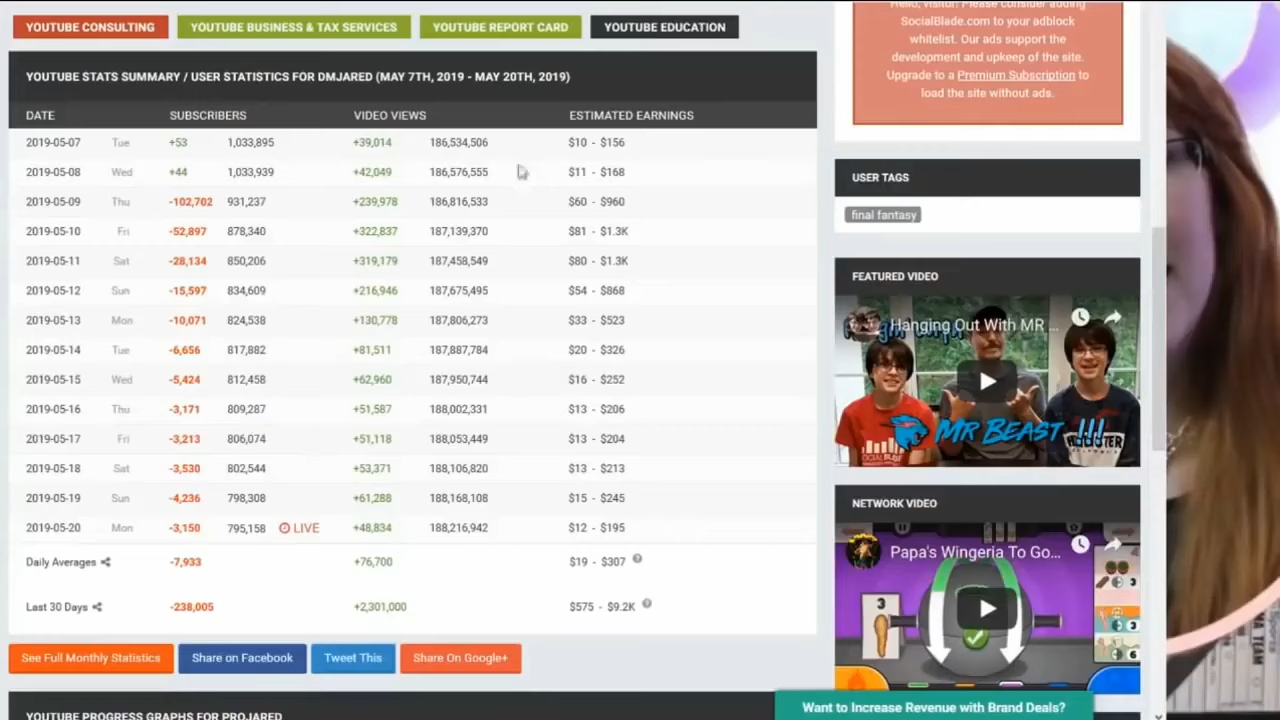 YOUTUBE CONSULTING
YOUTUBE BUSINESS & TAX SERVICES
YOUTUBE REPORT CARD
YOUTUBE EDUCATION
YOUTUBE STATS SUMMARY / USER STATISTICS FOR DMJARED (MAY 7TH, 2019 - MAY 20TH, 2019)
DATE SUBSCRIBERS VIDEO VIEWS ESTIMATED EARNINGS
2019-05-07 Tue +53 1,033,895 +39,014 186,534,506 $10 - $156
2019-05-08 Wed +44 1,033,939 +42,049 186,576,555 $11 - $168
2019-05-09 Thu -102,702 931,237 +239,978 186,816,533 $60 - $960
2019-05-10 Fri -52,897 878,340 +322,837 187,139,370 $81 - $1.3K
2019-05-11 Sat -28,134 850,206 +319,179 187,458,549 $80 - $1.3K
2019-05-12 Sun -15,597 834,609 +216,946 187,675,495 $54 - $868
2019-05-13 Mon -10,071 824,538 +130,778 187,806,273 $33 - $523
2019-05-14 Tue -6,656 817,882 +81,511 187,887,784 $20 - $326
2019-05-15 Wed -5,424 812,458 +62,960 187,950,744 $16 - $252
2019-05-16 Thu -3,171 809,287 +51,587 188,002,331 $13 - $206
2019-05-17 Fri -3,213 806,074 +51,118 188,053,449 $13 - $204
2019-05-18 Sat -3,530 802,544 +53,371 188,106,820 $13 - $213
2019-05-19 Sun -4,236 798,308 +61,288 188,168,108 $15 - $245
2019-05-20 Mon -3,150 795,158 LIVE +48,834 188,216,942 $12 - $195
Daily Averages -7,933 +76,700 $19 - $307
Last 30 Days -238,005 +2,301,000 $575 - $9.2K
See Full Monthly Statistics
Share on Facebook
Tweet This
Share On Google+
YOUTUBE PROGRESS GRAPHS FOR PROJARED
Hello, visitor! Please consider adding
SocialBlade.com to your adblock
whitelist. Our ads support the
development and upkeep of the site.
Upgrade to a Premium Subscription to
load the site without ads.
USER TAGS
final fantasy
FEATURED VIDEO
Hanging Out With MR ...
MR BEAST !!!
NETWORK VIDEO
Papa's Wingeria To Go...
3
3
3
6
Want to Increase Revenue with Brand Deals?